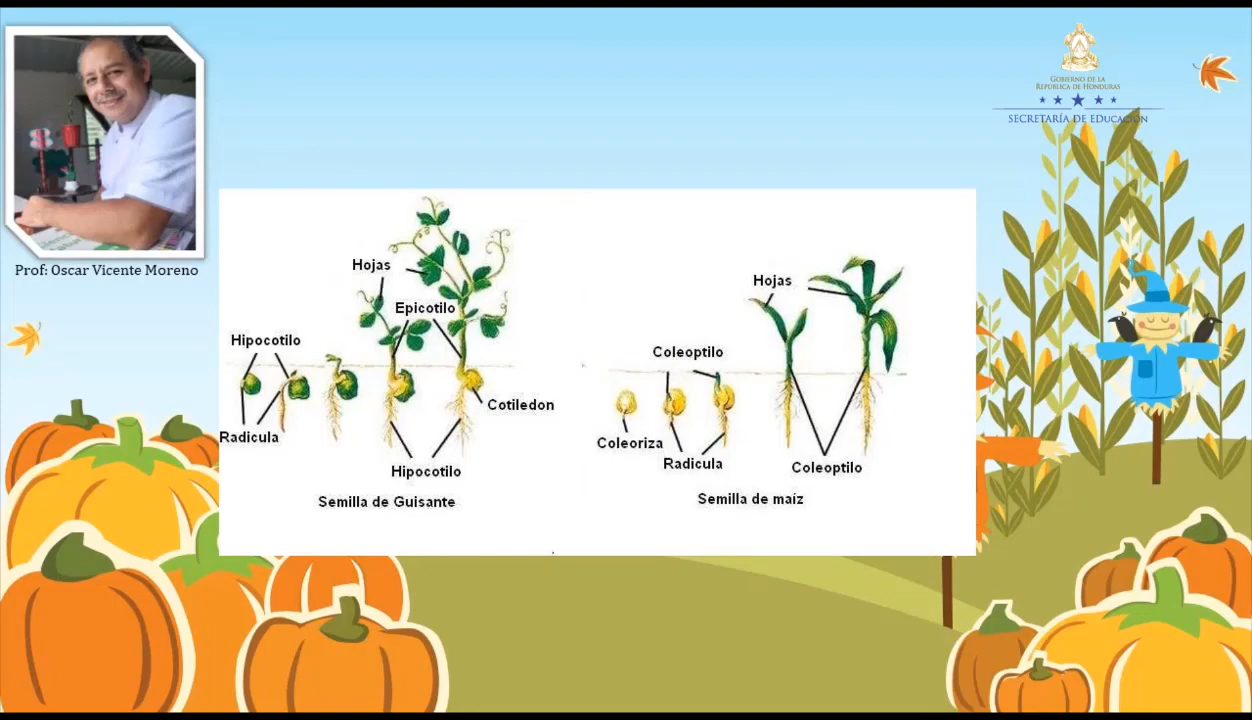 GOBIERNO DE LA
REPÚBLICA DE HONDURAS
SECRETARÍA DE EDUCACIÓN
Prof: Oscar Vicente Moreno
Hojas
Epicotilo
Hipocotilo
Cotiledon
Radicula
Hipocotilo
Semilla de Guisante
Hojas
Coleoptilo
Coleoriza
Radicula
Coleoptilo
Semilla de maíz